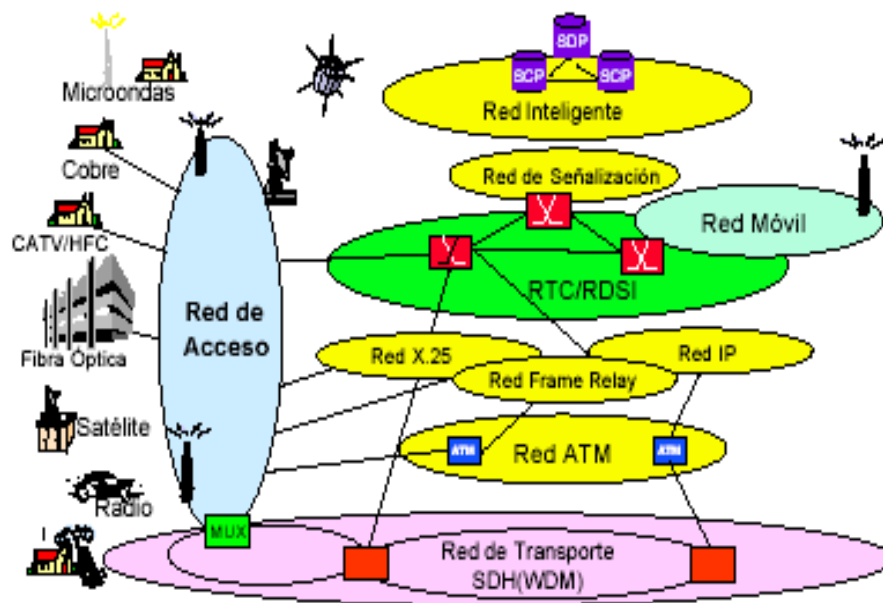 SDP
SCP
SCP
Red Inteligente
Microondas
Cobre
Red de Señalización
Red Móvil
CATV/HFC
RTC/RDSI
Red de
Acceso
Fibra Óptica
Red X.25
Red IP
Red Frame Relay
Satélite
ATM
Red ATM
ATM
Radio
MUX
Red de Transporte
SDH(WDM)